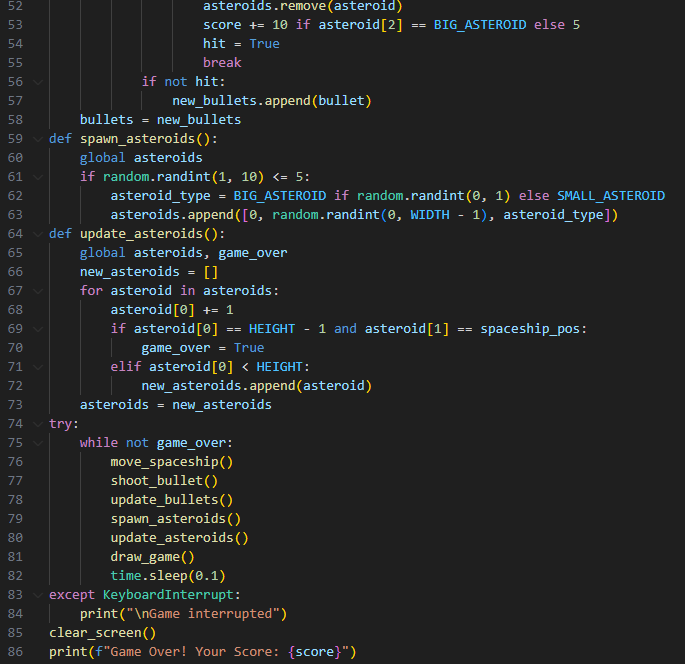 52                    asteroids.remove(asteroid)
53                    score += 10 if asteroid[2] == BIG_ASTEROID else 5
54                    hit = True
55                    break
56            if not hit:
57                new_bullets.append(bullet)
58    bullets = new_bullets
59 def spawn_asteroids():
60    global asteroids
61    if random.randint(1, 10) <= 5:
62        asteroid_type = BIG_ASTEROID if random.randint(0, 1) else SMALL_ASTEROID
63        asteroids.append([0, random.randint(0, WIDTH - 1), asteroid_type])
64 def update_asteroids():
65    global asteroids, game_over
66    new_asteroids = []
67    for asteroid in asteroids:
68        asteroid[0] += 1
69        if asteroid[0] == HEIGHT - 1 and asteroid[1] == spaceship_pos:
70            game_over = True
71        elif asteroid[0] < HEIGHT:
72            new_asteroids.append(asteroid)
73    asteroids = new_asteroids
74 try:
75    while not game_over:
76        move_spaceship()
77        shoot_bullet()
78        update_bullets()
79        spawn_asteroids()
80        update_asteroids()
81        draw_game()
82        time.sleep(0.1)
83 except KeyboardInterrupt:
84    print("\nGame interrupted")
85 clear_screen()
86 print(f"Game Over! Your Score: {score}")